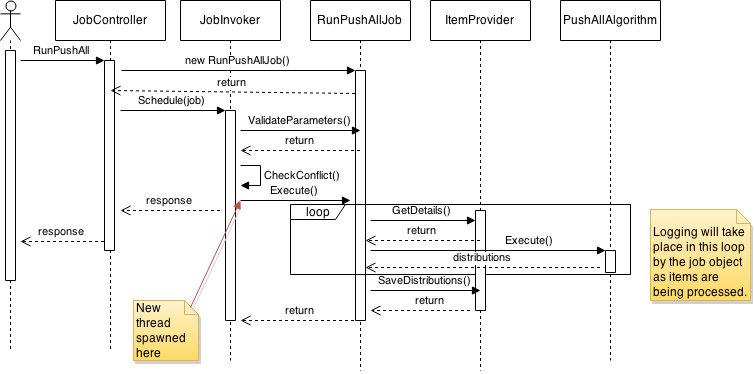 JobController
JobInvoker
RunPushAllJob
ItemProvider
PushAllAlgorithm
RunPushAll
new RunPushAllJob()
return
Schedule(job)
ValidateParameters()
return
CheckConflict()
Execute()
response
loop
GetDetails()
return
response
Execute()
distributions
SaveDistributions()
return
return
New
thread
spawned
here
Logging will take
place in this loop
by the job object
as items are
being processed.